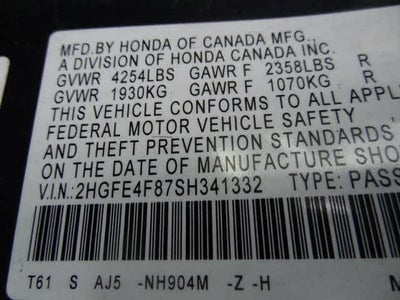 MFD.BY HONDA OF CANADA MFG.,
A DIVISION OF HONDA CANADA INC.
GVWR 4254LBS GAWR F 2358LBS R
GVWR 1930KG GAWR F 1070KG R
THIS VEHICLE CONFORMS TO ALL APPL
FEDERAL MOTOR VEHICLE SAFETY
AND THEFT PREVENTION STANDARDS
ON THE DATE OF MANUFACTURE SHO
V.I.N.:2HGFE4F87SH341332 TYPE: PASS
T61 S AJ5 -NH904M -Z -H M